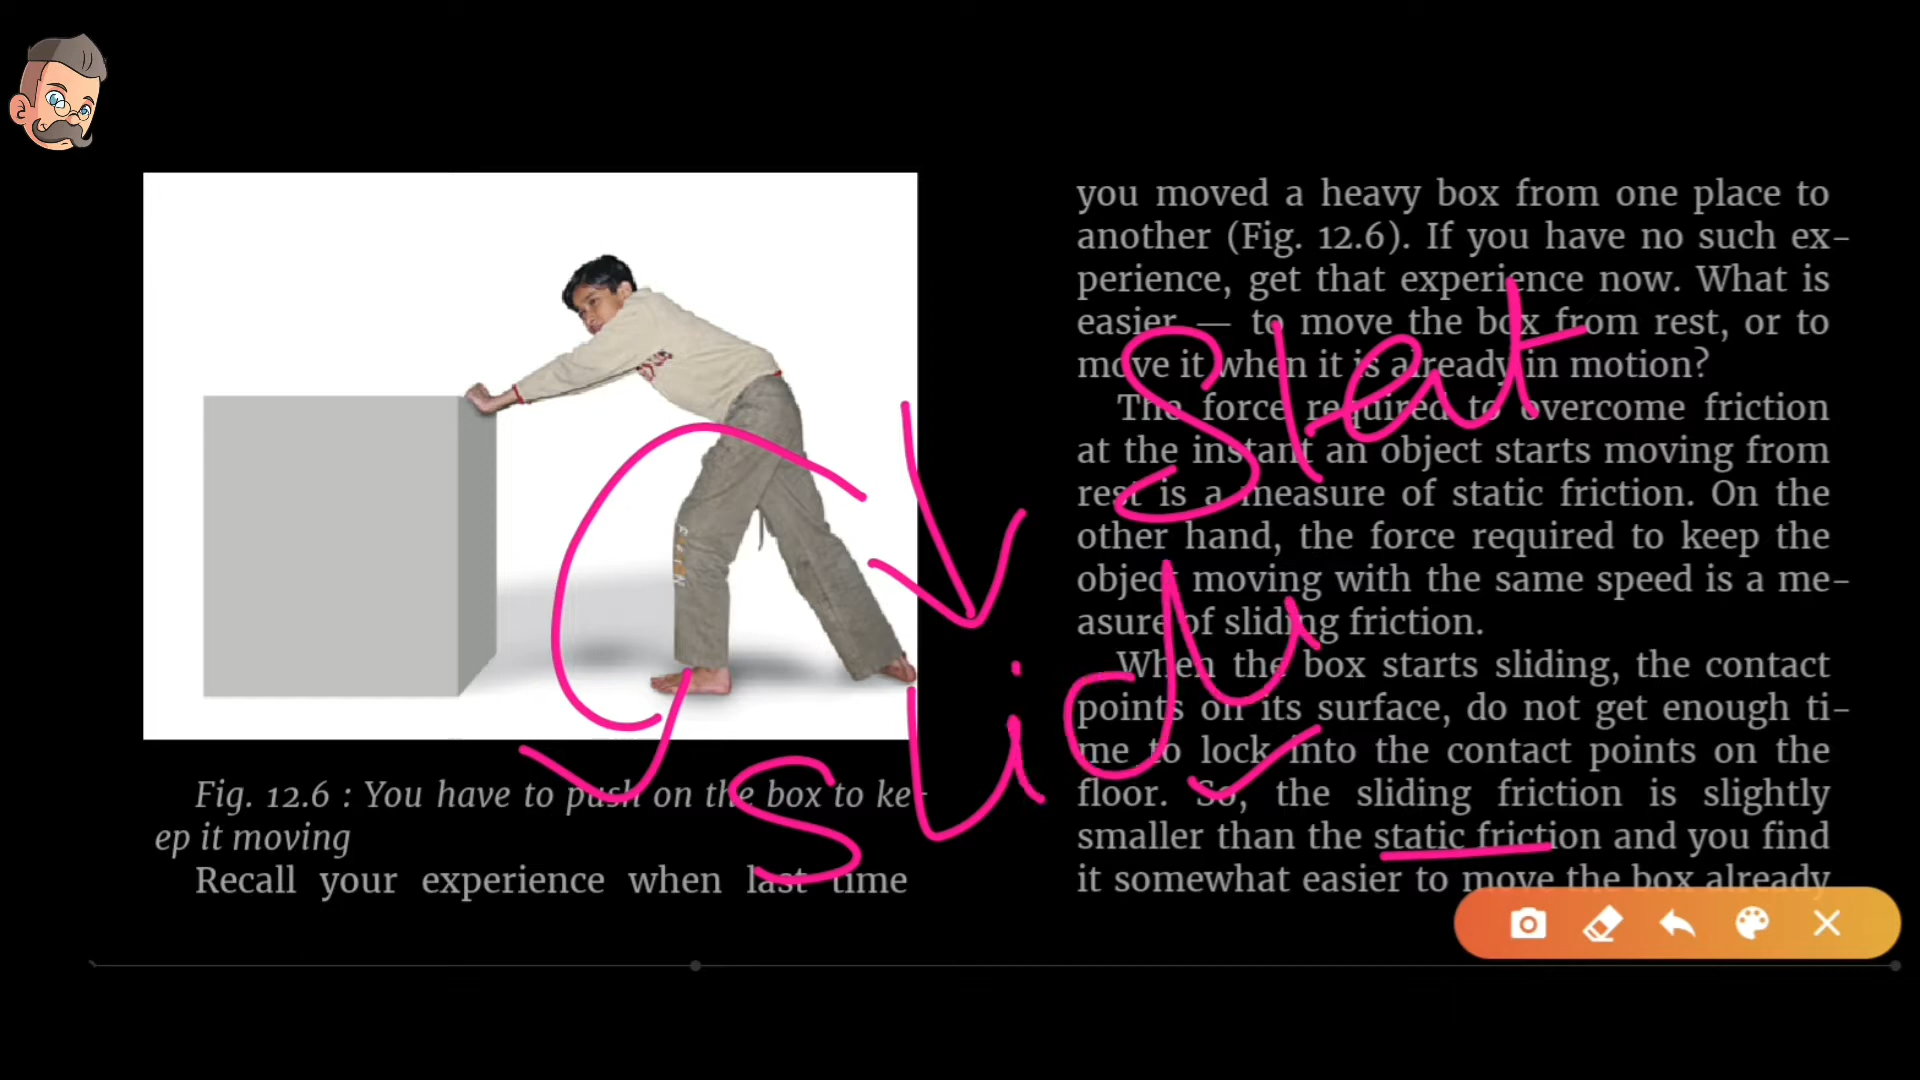 Fig. 12.6 : You have to push on the box to ke-
ep it moving
Recall your experience when last time
you moved a heavy box from one place to
another (Fig. 12.6). If you have no such ex-
perience, get that experience now. What is
easier — to move the box from rest, or to
move it when it is already in motion?
The force required to overcome friction
at the instant an object starts moving from
rest is a measure of static friction. On the
other hand, the force required to keep the
object moving with the same speed is a me-
asure of sliding friction.
When the box starts sliding, the contact
points on its surface, do not get enough ti-
me to lock into the contact points on the
floor. So, the sliding friction is slightly
smaller than the static friction and you find
it somewhat easier to move the box already